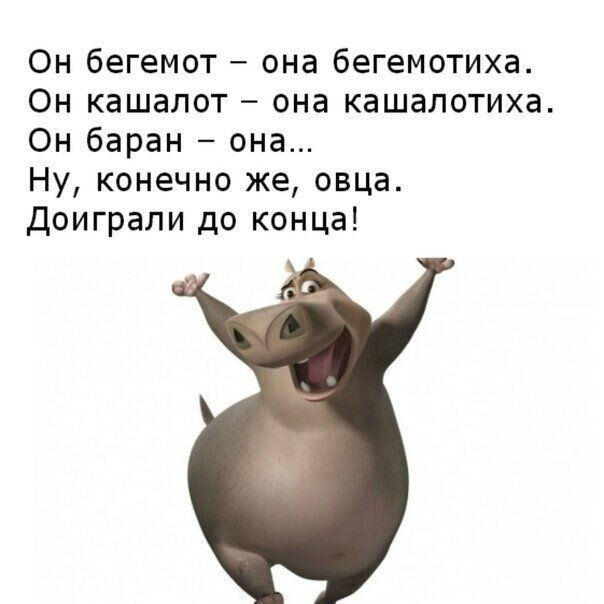 Он бегемот – она бегемотиха.
Он кашалот – она кашалотиха.
Он баран – она...
Ну, конечно же, овца.
Доиграли до конца!